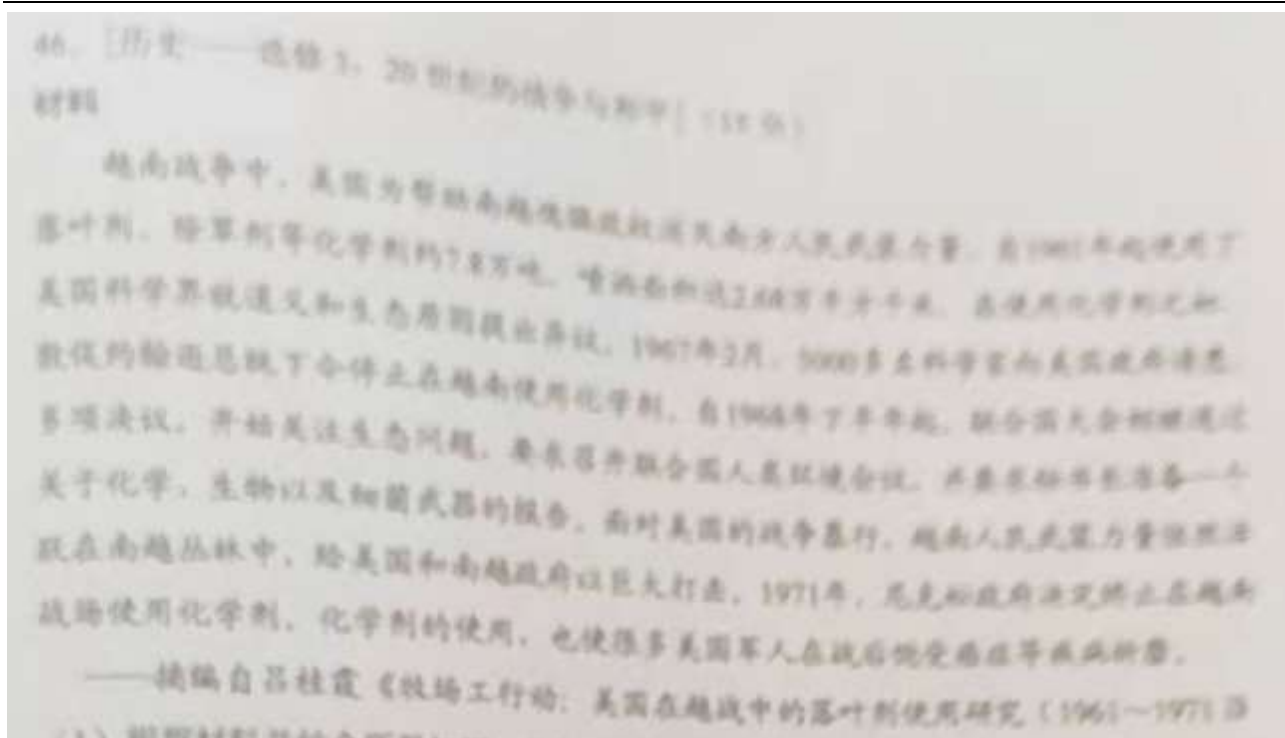 46. [历史——选修3:20世纪的战争与和平](15分)
材料
越南战争中,美国为帮助南越傀儡政权消灭南方人民武装力量,自1961年起使用了
落叶剂、除草剂等化学剂约7.8万吨,喷洒面积达2.68万平方千米。在使用化学剂之初,
美国科学界就道义和生态原因提出异议,1967年2月,5000多名科学家向美国政府请愿,
敦促约翰逊总统下令停止在越南使用化学剂,自1968年下半年起,联合国大会相继通过
多项决议,开始关注生态问题,要求召开联合国人类环境会议,并要求秘书长准备一个
关于化学、生物以及细菌武器的报告,面对美国的战争暴行,越南人民武装力量依然活
跃在南越丛林中,给美国和南越政府以巨大打击,1971年,尼克松政府决定终止在越南
战场使用化学剂,化学剂的使用,也使很多美国军人在战后饱受癌症等疾病折磨。
——摘编自吕桂霞《牧场工行动:美国在越战中的落叶剂使用研究(1961~1971